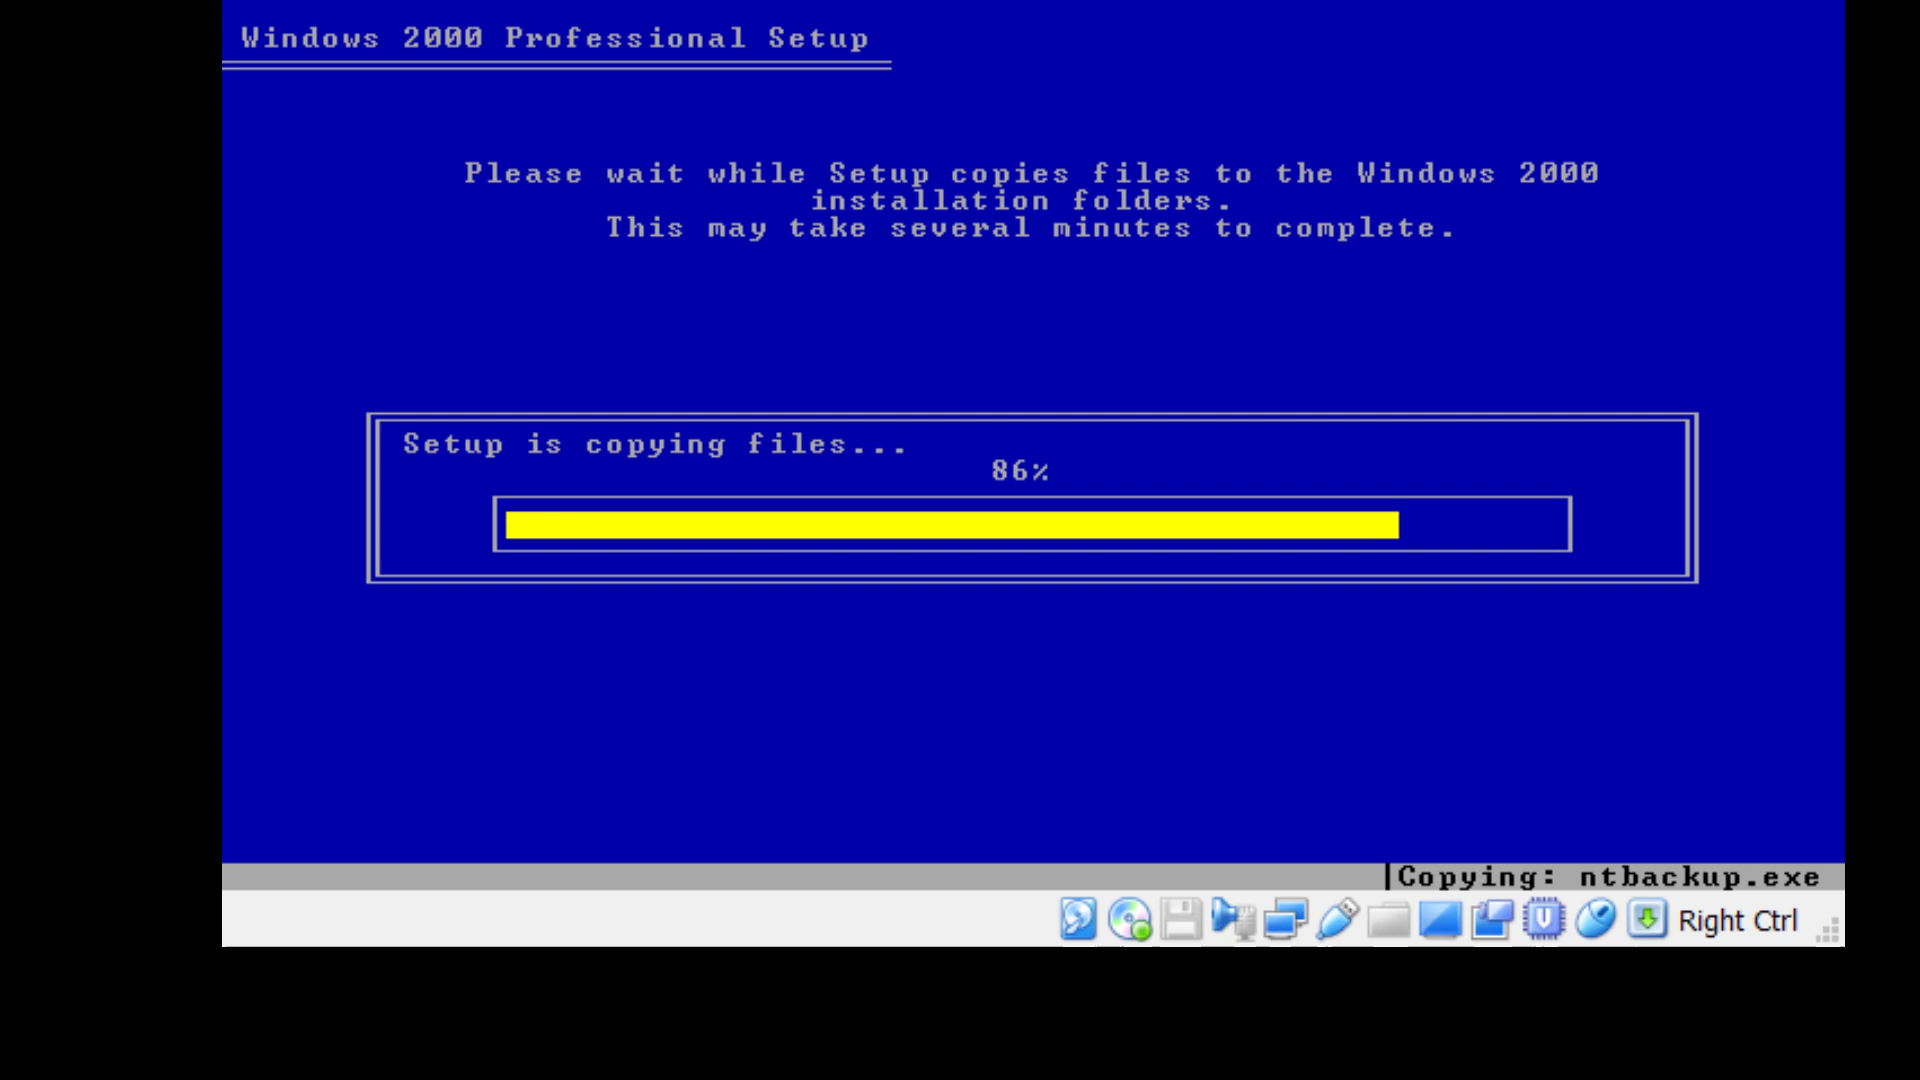 Windows 2000 Professional Setup
Please wait while Setup copies files to the Windows 2000
installation folders.
This may take several minutes to complete.
Setup is copying files...
86%
Copying: ntbackup.exe
Right Ctrl